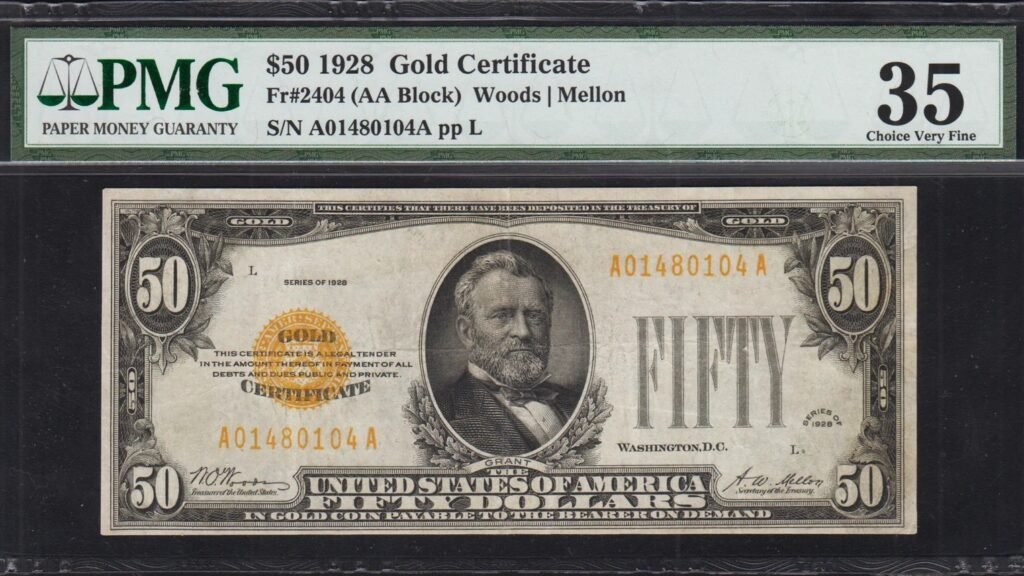 PMG
PAPER MONEY GUARANTY
$50 1928 Gold Certificate
Fr#2404 (AA Block) Woods | Mellon
S/N A01480104A pp L
35
Choice Very Fine
THIS CERTIFIES THAT THERE HAVE BEEN DEPOSITED IN THE TREASURY OF
GOLD
GOLD
50
50
L
SERIES OF 1928
A01480104 A
GOLD
THIS CERTIFICATE IS A LEGAL TENDER
IN THE AMOUNT THEREOF IN PAYMENT OF ALL
DEBTS AND DUES PUBLIC AND PRIVATE.
CERTIFICATE
FIFTY
SERIES OF
1928
A01480104 A
WASHINGTON, D.C.
L
GRANT
50
W O Woods
Treasurer of the United States.
THE
UNITED STATES OF AMERICA
FIFTY DOLLARS
IN GOLD COIN PAYABLE TO THE BEARER ON DEMAND
A. W. Mellon
Secretary of the Treasury.
50